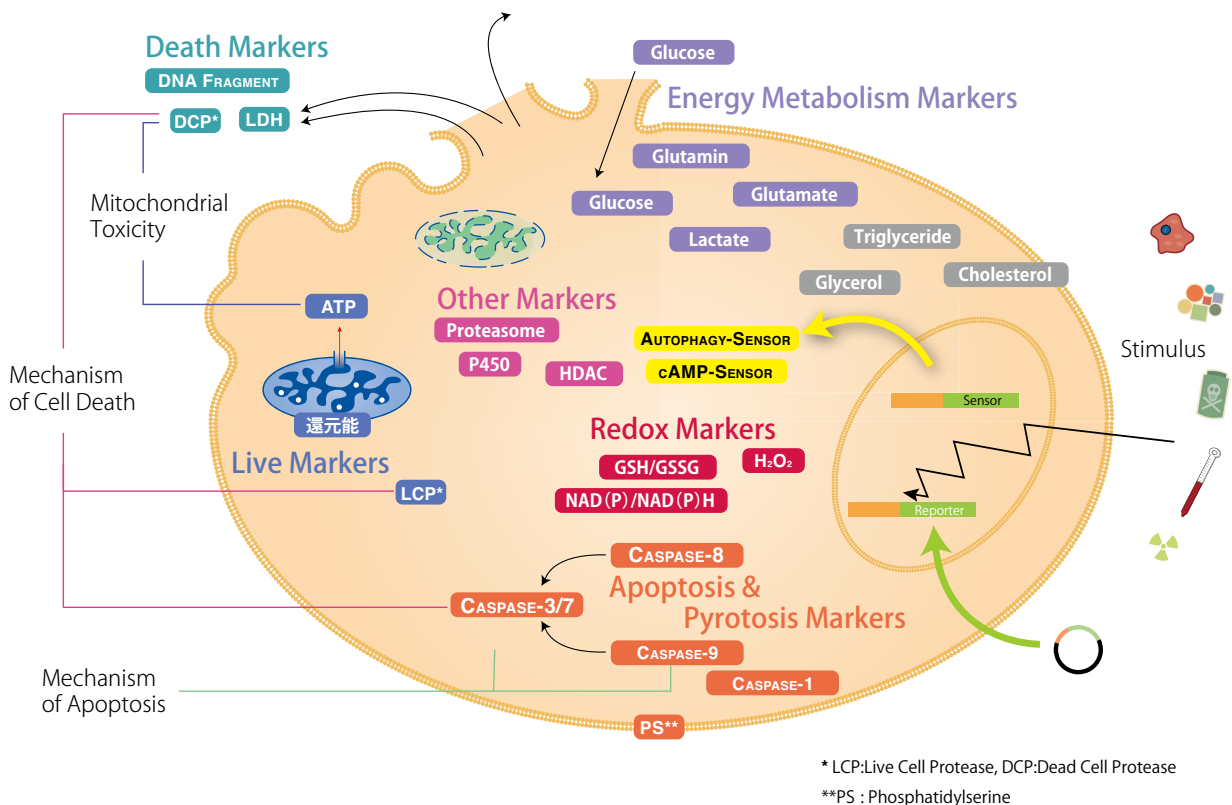 Death Markers
DNA FRAGMENT
DCP*
LDH
Glucose
Energy Metabolism Markers
Glutamin
Glucose
Glutamate
Lactate
Triglyceride
Glycerol
Cholesterol
Mitochondrial
Toxicity
ATP
Other Markers
Proteasome
P450
HDAC
AUTOPHAGY-SENSOR
cAMP-SENSOR
Stimulus
Mechanism
of Cell Death
Sensor
還元能
Live Markers
LCP*
Redox Markers
GSH/GSSG
H₂O₂
NAD(P)/NAD(P)H
Reporter
CASPASE-8
Apoptosis &
Pyrotosis Markers
CASPASE-3/7
CASPASE-9
CASPASE-1
Mechanism
of Apoptosis
PS**
* LCP:Live Cell Protease, DCP:Dead Cell Protease
**PS : Phosphatidylserine